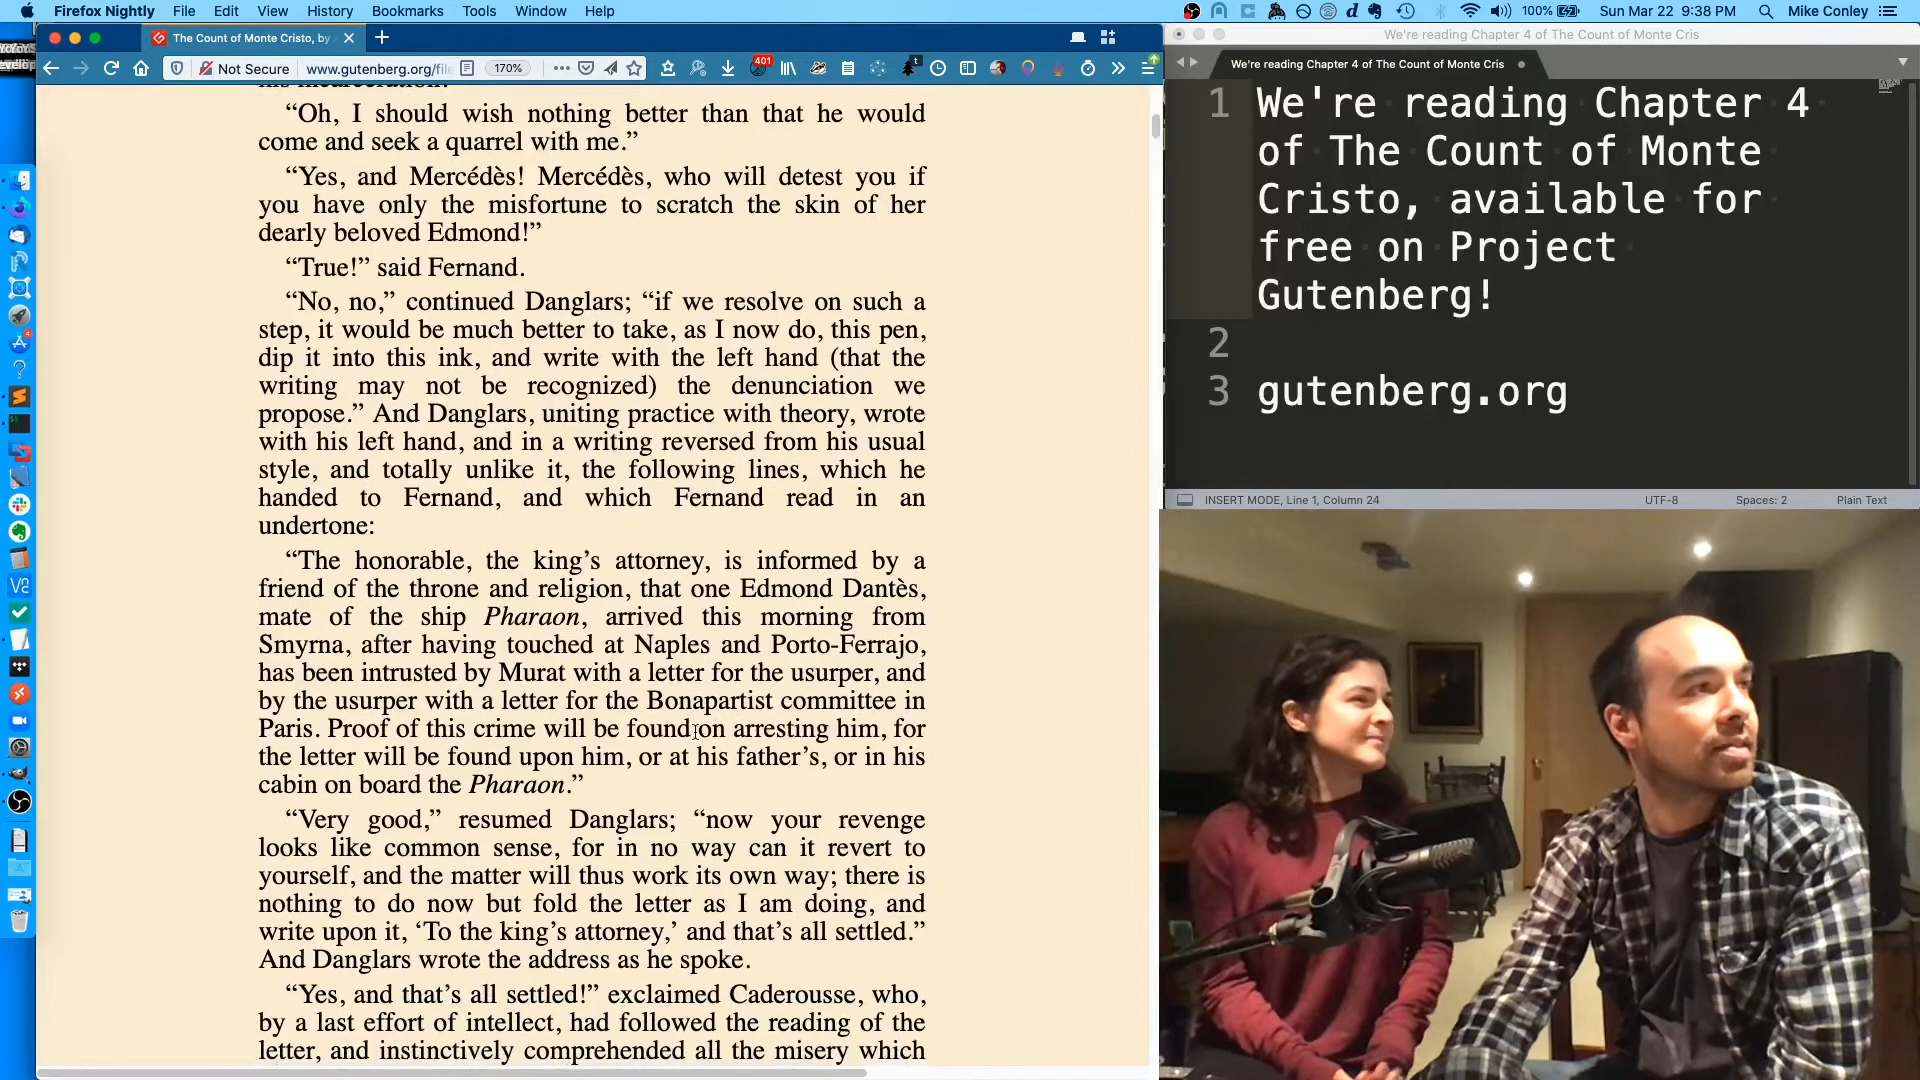 Firefox Nightly File Edit View History Bookmarks Tools Window Help
100% Sun Mar 22 9:38 PM Mike Conley
The Count of Monte Cristo, by
Not Secure www.gutenberg.org/file 170% 401
“Oh, I should wish nothing better than that he would
come and seek a quarrel with me.”
“Yes, and Mercédès! Mercédès, who will detest you if
you have only the misfortune to scratch the skin of her
dearly beloved Edmond!”
“True!” said Fernand.
“No, no,” continued Danglars; “if we resolve on such a
step, it would be much better to take, as I now do, this pen,
dip it into this ink, and write with the left hand (that the
writing may not be recognized) the denunciation we
propose.” And Danglars, uniting practice with theory, wrote
with his left hand, and in a writing reversed from his usual
style, and totally unlike it, the following lines, which he
handed to Fernand, and which Fernand read in an
undertone:
“The honorable, the king’s attorney, is informed by a
friend of the throne and religion, that one Edmond Dantès,
mate of the ship Pharaon, arrived this morning from
Smyrna, after having touched at Naples and Porto-Ferrajo,
has been intrusted by Murat with a letter for the usurper, and
by the usurper with a letter for the Bonapartist committee in
Paris. Proof of this crime will be found on arresting him, for
the letter will be found upon him, or at his father’s, or in his
cabin on board the Pharaon.”
“Very good,” resumed Danglars; “now your revenge
looks like common sense, for in no way can it revert to
yourself, and the matter will thus work its own way; there is
nothing to do now but fold the letter as I am doing, and
write upon it, ‘To the king’s attorney,’ and that’s all settled.”
And Danglars wrote the address as he spoke.
“Yes, and that’s all settled!” exclaimed Caderousse, who,
by a last effort of intellect, had followed the reading of the
letter, and instinctively comprehended all the misery which
We're reading Chapter 4 of The Count of Monte Cris
We're reading Chapter 4 of The Count of Monte Cris
1 We're reading Chapter 4
of The Count of Monte
Cristo, available for
free on Project
Gutenberg!
2
3 gutenberg.org
INSERT MODE, Line 1, Column 24 UTF-8 Spaces: 2 Plain Text